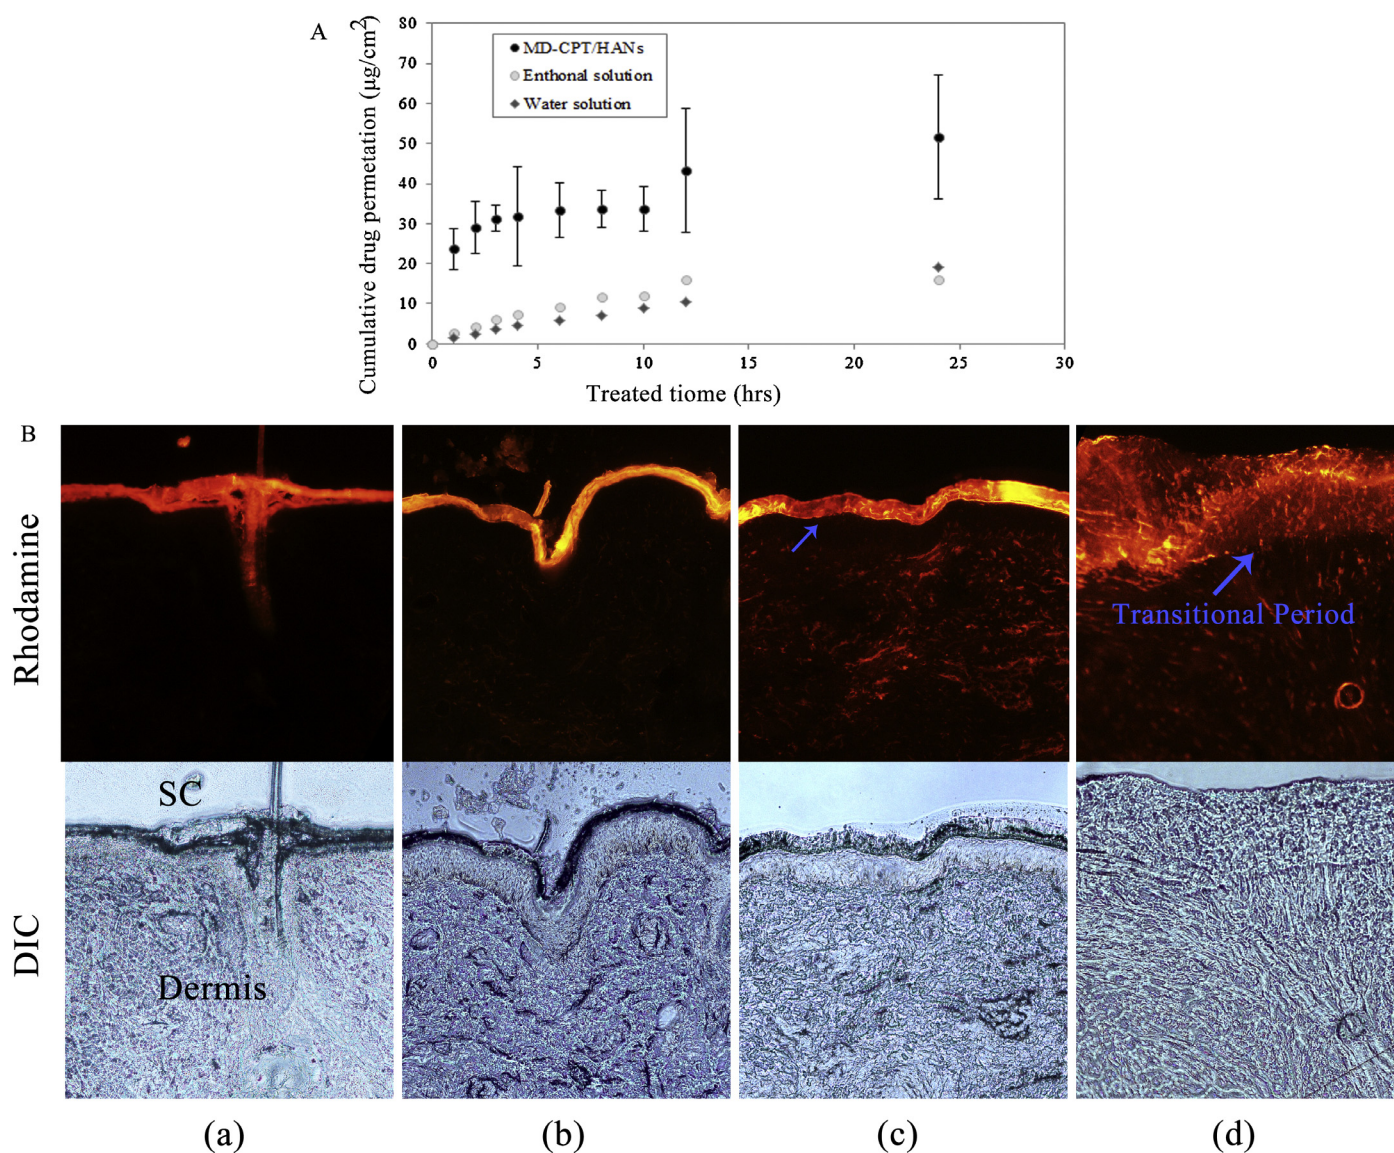 A
Cumulative drug permetation (μg/cm²)
80
70
60
50
40
30
20
10
0
MD-CPT/HANs
Enthonal solution
Water solution
0 5 10 15 20 25 30
Treated tiome (hrs)
B
Rhodamine
Transitional Period
DIC
SC
Dermis
(a) (b) (c) (d)